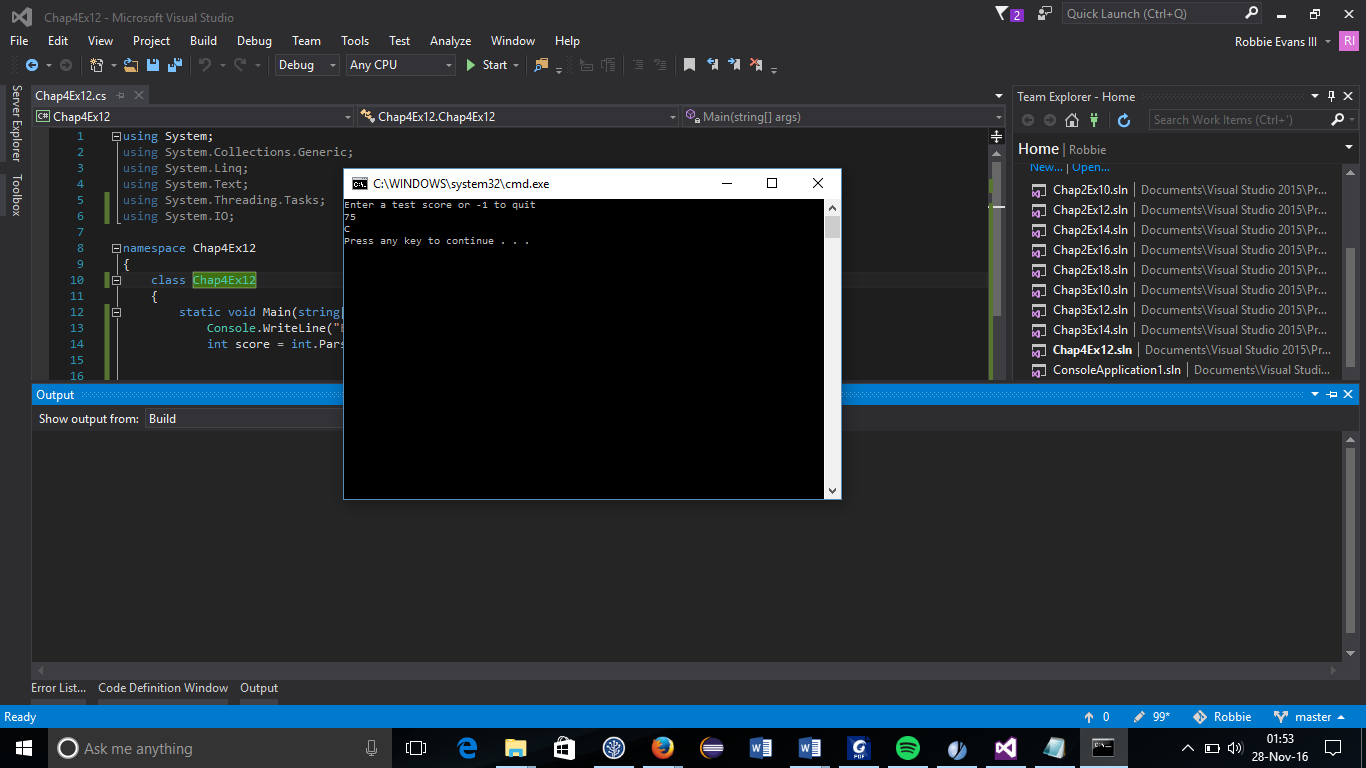 Chap4Ex12 - Microsoft Visual Studio
2
Quick Launch (Ctrl+Q)
File Edit View Project Build Debug Team Tools Test Analyze Window Help
Robbie Evans III RI
Debug Any CPU Start
Server Explorer
Toolbox
Chap4Ex12.cs
C# Chap4Ex12
Chap4Ex12.Chap4Ex12
Main(string[] args)
1 using System;
2 using System.Collections.Generic;
3 using System.Linq;
4 using System.Text;
5 using System.Threading.Tasks;
6 using System.IO;
7
8 namespace Chap4Ex12
9 {
10 class Chap4Ex12
11 {
12 static void Main(string[
13 Console.WriteLine("E
14 int score = int.Pars
15
16
C:\WINDOWS\system32\cmd.exe
Enter a test score or -1 to quit
75
C
Press any key to continue . . .
Team Explorer - Home
Search Work Items (Ctrl+')
Home | Robbie
New... | Open...
Chap2Ex10.sln | Documents\Visual Studio 2015\Pr...
Chap2Ex12.sln | Documents\Visual Studio 2015\Pr...
Chap2Ex14.sln | Documents\Visual Studio 2015\Pr...
Chap2Ex16.sln | Documents\Visual Studio 2015\Pr...
Chap2Ex18.sln | Documents\Visual Studio 2015\Pr...
Chap3Ex10.sln | Documents\Visual Studio 2015\Pr...
Chap3Ex12.sln | Documents\Visual Studio 2015\Pr...
Chap3Ex14.sln | Documents\Visual Studio 2015\Pr...
Chap4Ex12.sln | Documents\Visual Studio 2015\Pr...
ConsoleApplication1.sln | Documents\Visual Studi...
Output
Show output from: Build
Error List... Code Definition Window Output
Ready
0 99* Robbie master
Ask me anything
01:53
28-Nov-16